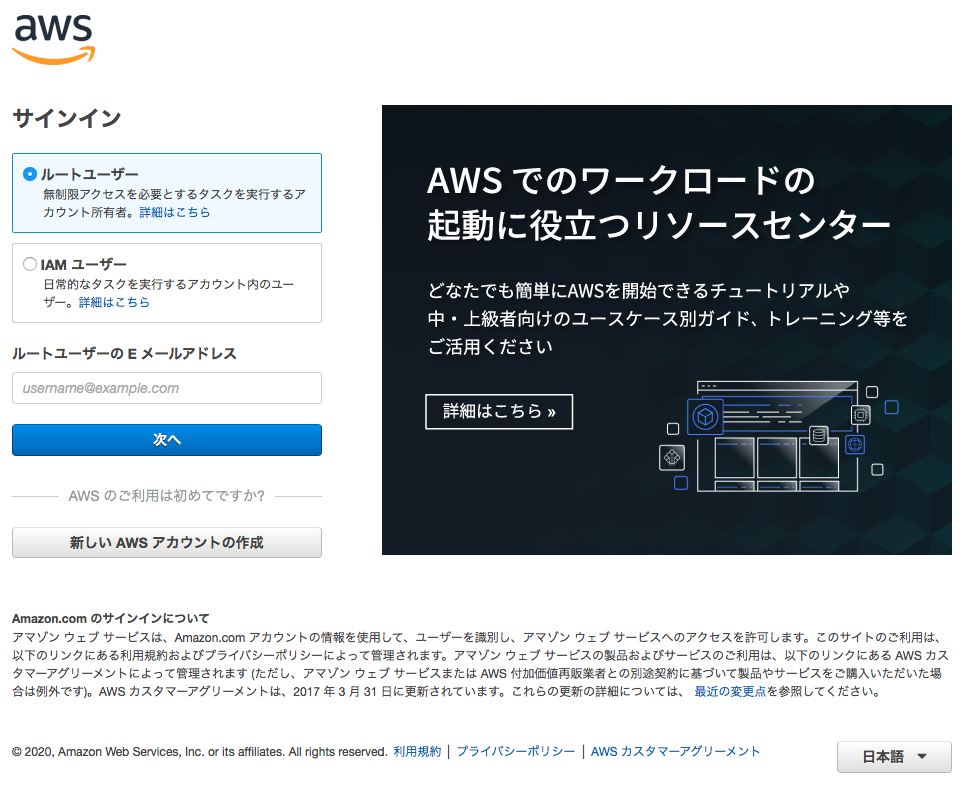 aws
サインイン
ルートユーザー
無制限アクセスを必要とするタスクを実行するア
カウント所有者。詳細はこちら
IAM ユーザー
日常的なタスクを実行するアカウント内のユー
ザー。詳細はこちら
ルートユーザーの E メールアドレス
username@example.com
次へ
AWS のご利用は初めてですか?
新しい AWS アカウントの作成
AWS でのワークロードの
起動に役立つリソースセンター
どなたでも簡単にAWSを開始できるチュートリアルや
中・上級者向けのユースケース別ガイド、トレーニング等を
ご活用ください
詳細はこちら »
Amazon.com のサインインについて
アマゾン ウェブ サービスは、Amazon.com アカウントの情報を使用して、ユーザーを識別し、アマゾン ウェブ サービスへのアクセスを許可します。このサイトのご利用は、
以下のリンクにある利用規約およびプライバシーポリシーによって管理されます。アマゾン ウェブ サービスの製品およびサービスのご利用は、以下のリンクにある AWS カス
タマーアグリーメントによって管理されます (ただし、アマゾン ウェブ サービスまたは AWS 付加価値再販業者との別途契約に基づいて製品やサービスをご購入いただいた場
合は例外です)。AWS カスタマーアグリーメントは、2017 年 3 月 31 日に更新されています。これらの更新の詳細については、 最近の変更点を参照してください。
© 2020, Amazon Web Services, Inc. or its affiliates. All rights reserved. 利用規約 | プライバシーポリシー | AWS カスタマーアグリーメント
日本語